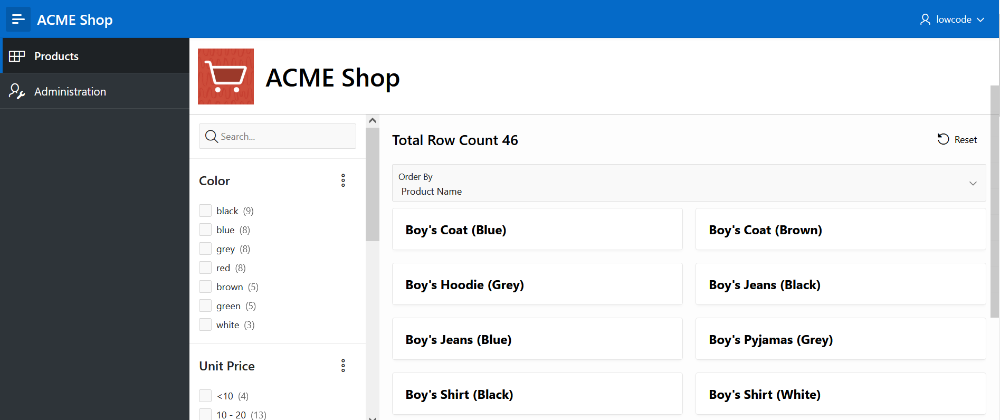 ACME Shop
lowcode
Products
Administration
ACME Shop
Search...
Color
black (9)
blue (8)
grey (8)
red (8)
brown (5)
green (5)
white (3)
Unit Price
<10 (4)
10 - 20 (13)
Total Row Count 46
Reset
Order By
Product Name
Boy's Coat (Blue)
Boy's Coat (Brown)
Boy's Hoodie (Grey)
Boy's Jeans (Black)
Boy's Jeans (Blue)
Boy's Pyjamas (Grey)
Boy's Shirt (Black)
Boy's Shirt (White)